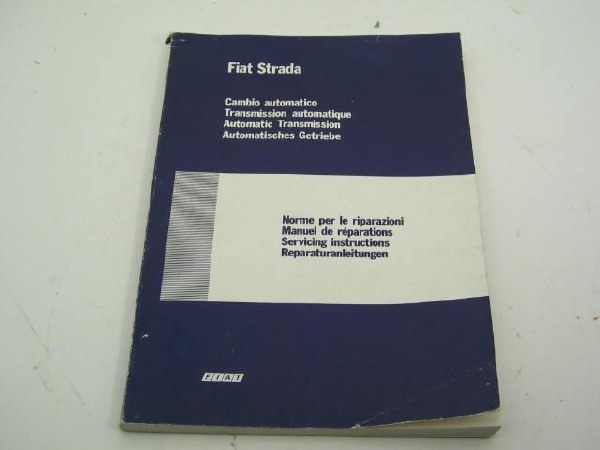 Fiat Strada
Cambio automatico
Transmission automatique
Automatic Transmission
Automatisches Getriebe
Norme per le riparazioni
Manuel de réparations
Servicing instructions
Reparaturanleitungen
FIAT